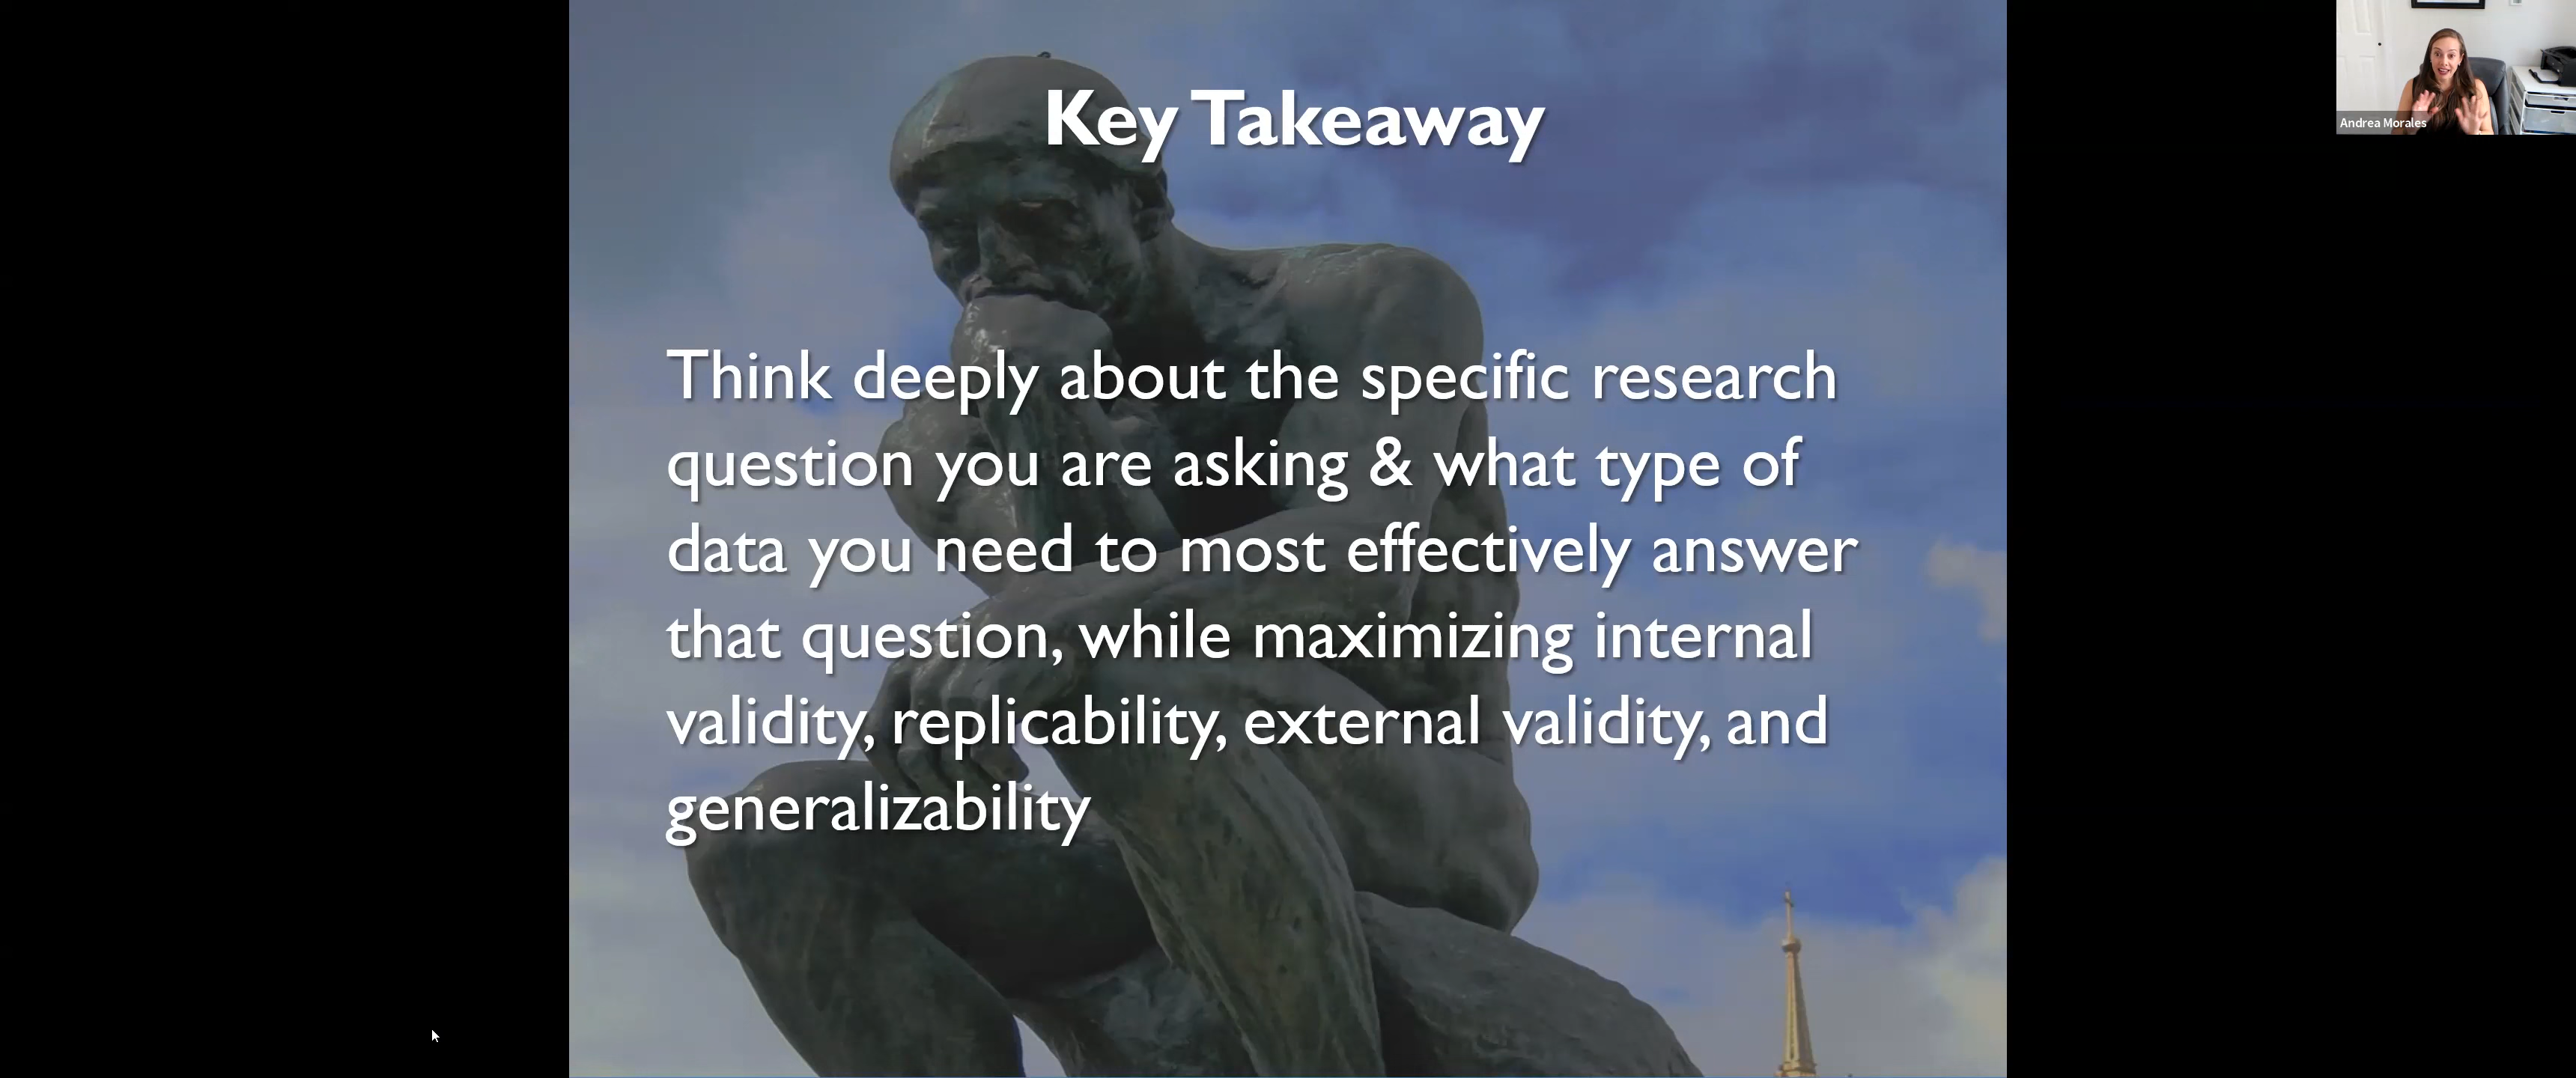 Key Takeaway
Think deeply about the specific research
question you are asking & what type of
data you need to most effectively answer
that question, while maximizing internal
validity, replicability, external validity, and
generalizability
Andrea Morales